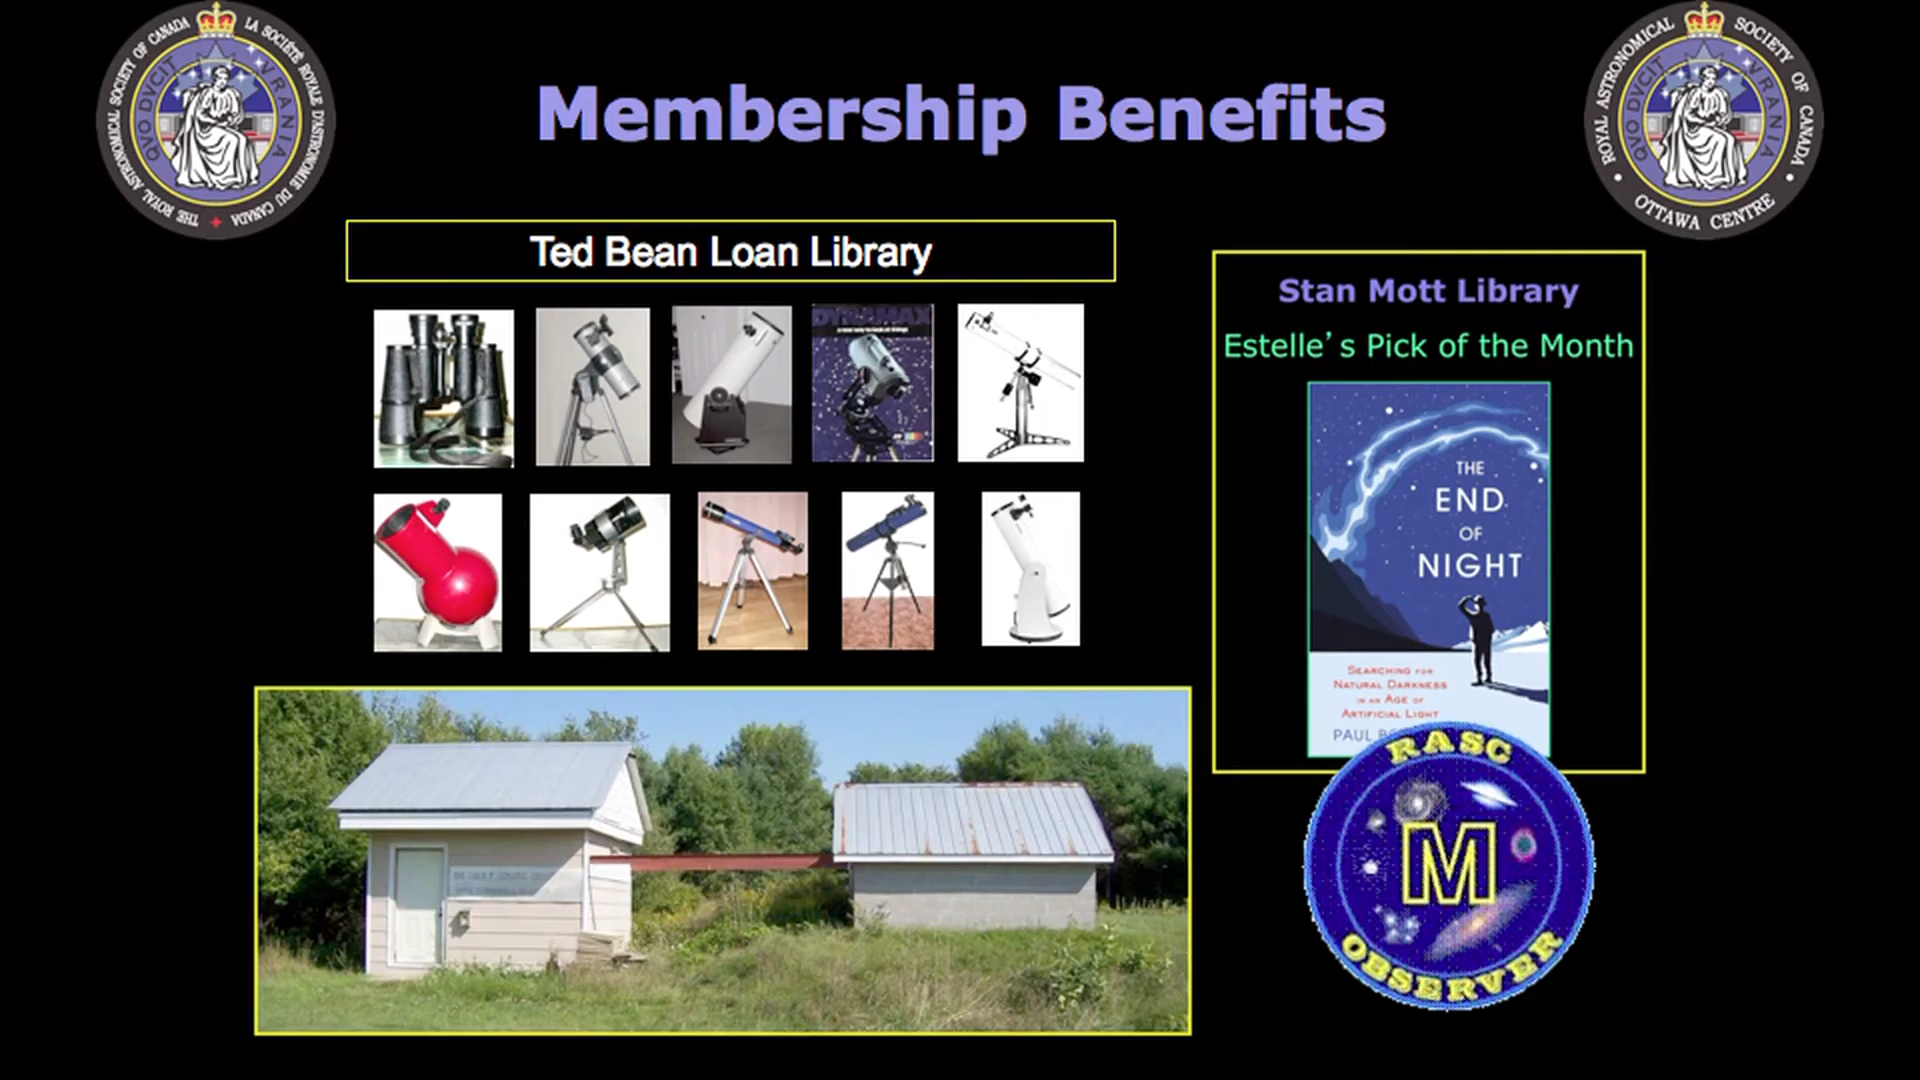 THE ROYAL ASTRONOMICAL SOCIETY OF CANADA
LA SOCIÉTÉ ROYALE D'ASTRONOMIE DU CANADA
QVO DVCIT VRANIA
Membership Benefits
ROYAL ASTRONOMICAL SOCIETY OF CANADA
OTTAWA CENTRE
QVO DVCIT VRANIA
Ted Bean Loan Library
DYNAMAX
Stan Mott Library
Estelle’s Pick of the Month
THE
END
OF
NIGHT
SEARCHING FOR
NATURAL DARKNESS
IN AN AGE OF
ARTIFICIAL LIGHT
PAUL
RASC
M
OBSERVER